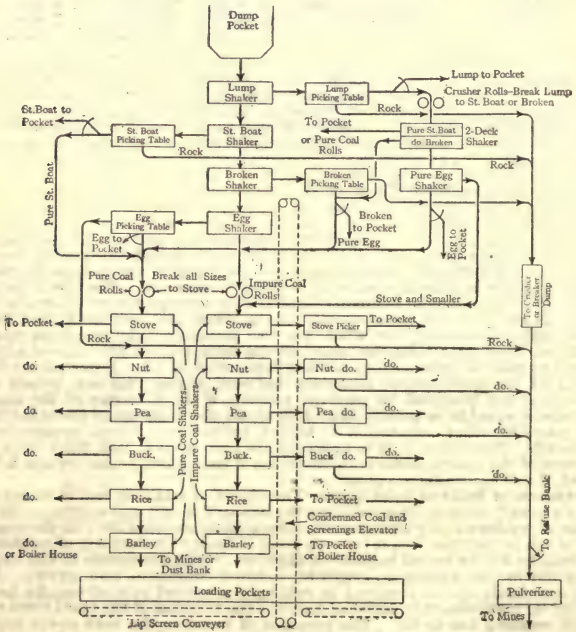 Dump
Pocket
Lump
Shaker
Lump
Picking Table
Lump to Pocket
Crusher Rolls–Break Lump
to St. Boat or Broken
Rock
St. Boat to
Pocket
St. Boat
Picking Table
St. Boat
Shaker
To Pocket
or Pure Coal
Rolls
Pure St. Boat
do Broken
2-Deck
Shaker
Rock
Rock
Pure St. Boat
Broken
Shaker
Broken
Picking Table
Pure Egg
Shaker
Egg
Picking Table
Egg
Shaker
Broken
to Pocket
Egg to
Pocket
Pure Egg
Egg to
Pocket
Pure Coal
Rolls
Break all Sizes
to Stove
Impure Coal
Rolls
Stove and Smaller
To Crusher
or Breaker
Dump
To Pocket
Stove
Stove
Stove Picker
To Pocket
Rock
Rock
do.
Nut
Nut
Nut do.
do.
do.
Pure Coal Shakers
Impure Coal Shakers
do.
Pea
Pea
Pea do.
do.
do.
do.
Buck.
Buck.
Buck do.
do.
do.
do.
Rice
Rice
To Pocket
Condemned Coal and
Screenings Elevator
To Refuse Bank
do.
or Boiler House
Barley
Barley
To Pocket
or Boiler House
To Mines or
Dust Bank
Loading Pockets
Pulverizer
To Mines
Lip Screen Conveyer